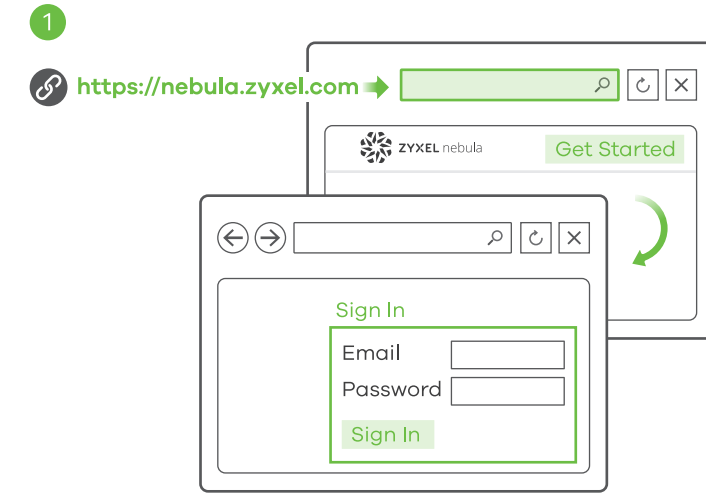 1
https://nebula.zyxel.com
ZYXEL nebula
Get Started
Sign In
Email
Password
Sign In